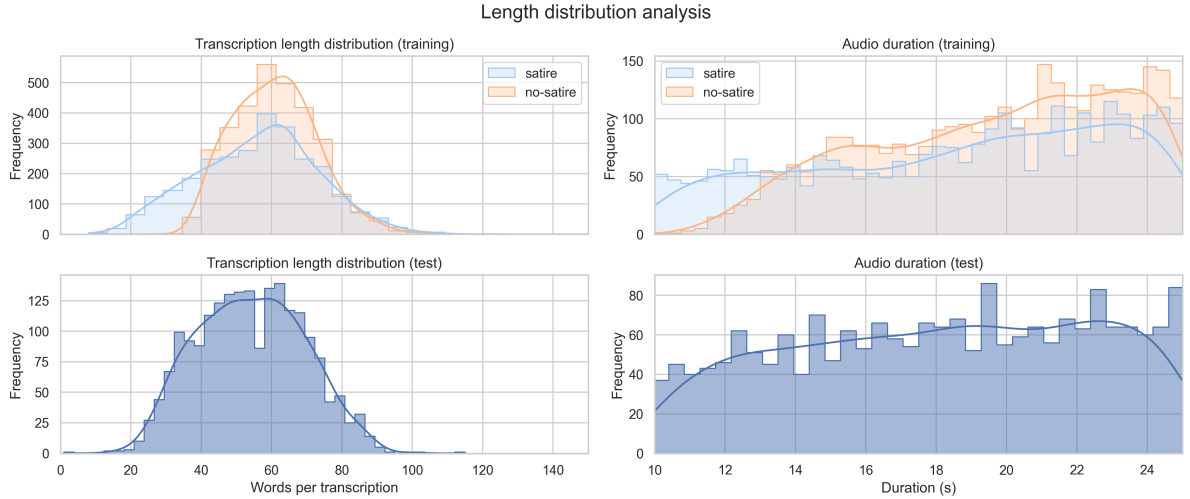 Length distribution analysis
Transcription length distribution (training)
Frequency
500
400
300
200
100
0
satire
no-satire
Audio duration (training)
Frequency
150
100
50
0
satire
no-satire
Transcription length distribution (test)
Frequency
125
100
75
50
25
0
0 20 40 60 80 100 120 140
Words per transcription
Audio duration (test)
Frequency
80
60
40
20
0
10 12 14 16 18 20 22 24
Duration (s)